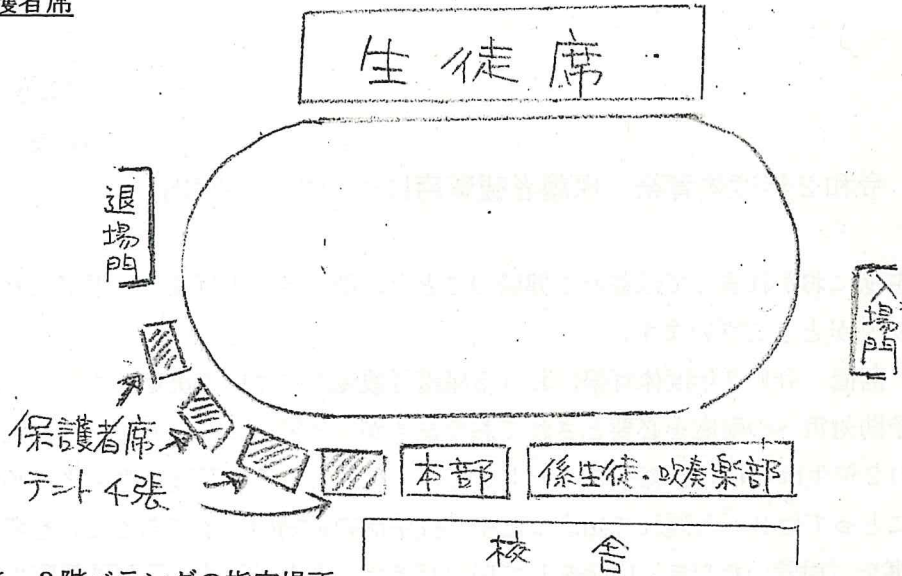 護者席
生徒席
退場門
入場門
保護者席
テント4張
本部
係生徒・吹奏楽部
校舎
階ベランダの指定場所